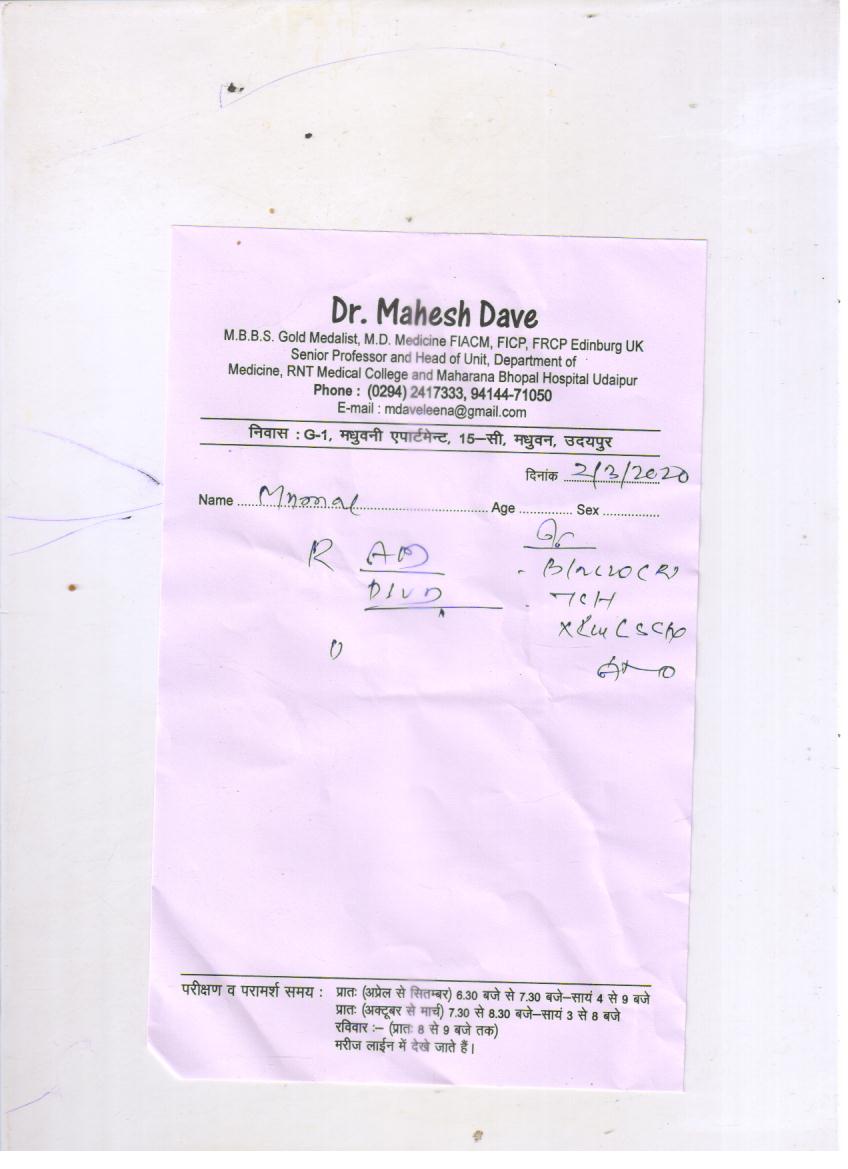 Dr. Mahesh Dave
M.B.B.S. Gold Medalist, M.D. Medicine FIACM, FICP, FRCP Edinburg UK
Senior Professor and Head of Unit, Department of
Medicine, RNT Medical College and Maharana Bhopal Hospital Udaipur
Phone : (0294) 2417333, 94144-71050
E-mail : mdaveleena@gmail.com
निवास : G-1, मधुवनी एपार्टमेन्ट, 15–सी, मधुवन, उदयपुर
दिनांक 2/3/2020
Name Age Sex
R
परीक्षण व परामर्श समय : प्रातः (अप्रेल से सितम्बर) 6.30 बजे से 7.30 बजे–सायं 4 से 9 बजे
प्रातः (अक्टूबर से मार्च) 7.30 से 8.30 बजे–सायं 3 से 8 बजे
रविवार :– (प्रातः 8 से 9 बजे तक)
मरीज लाईन में देखे जाते हैं।